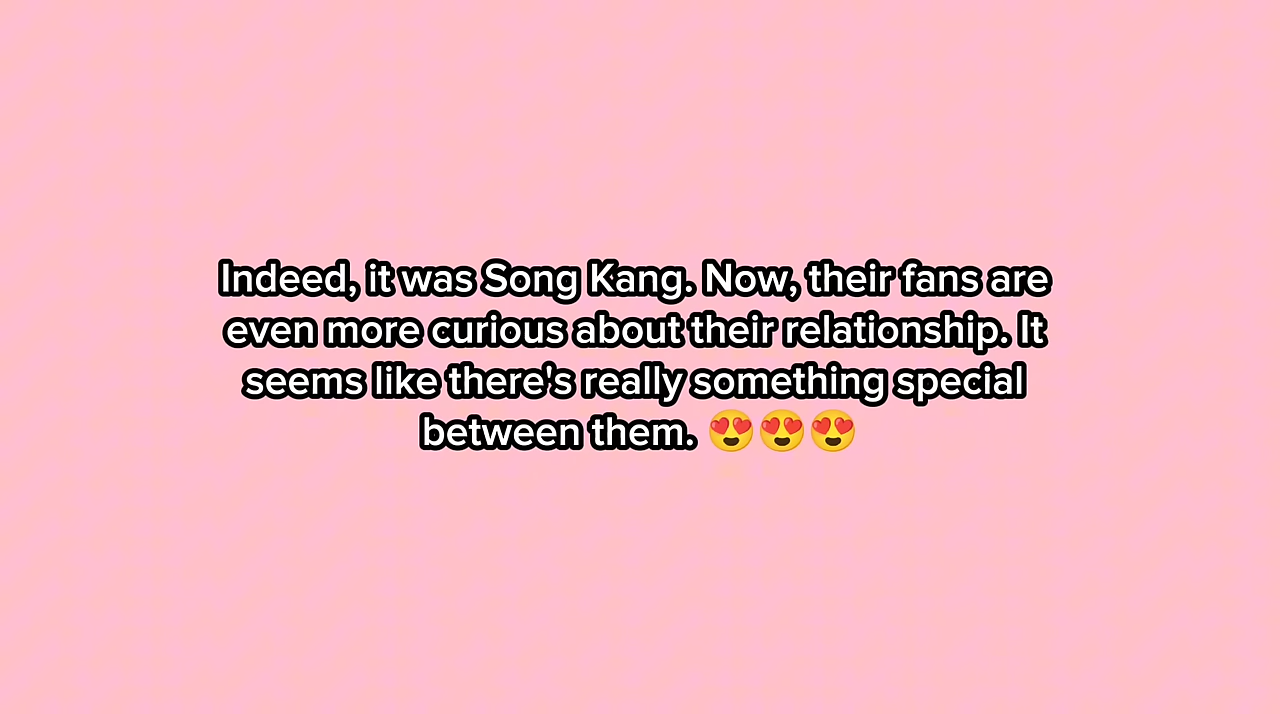 Indeed, it was Song Kang. Now, their fans are
even more curious about their relationship. It
seems like there's really something special
between them. 😍😍😍